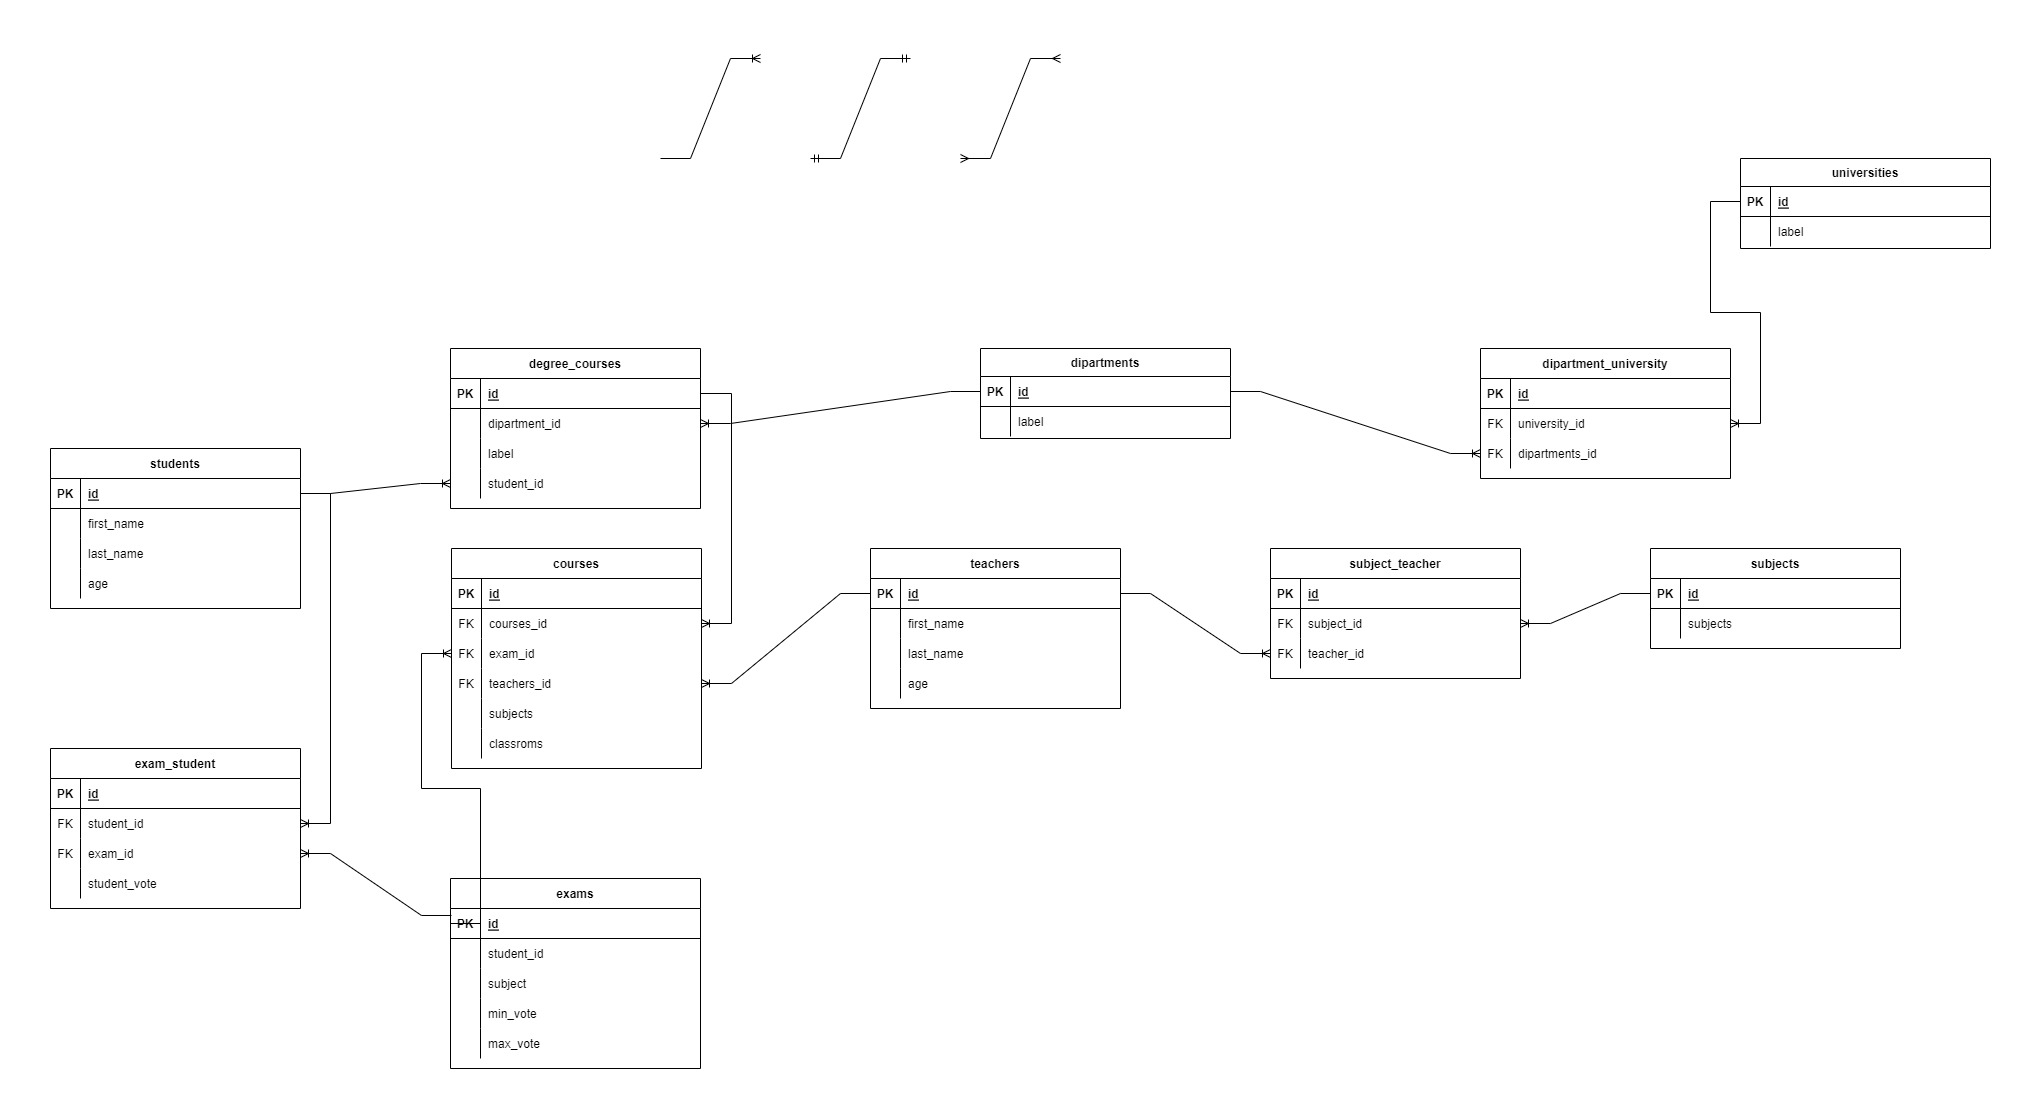 universities
PK id
label
degree_courses
PK id
dipartment_id
label
student_id
dipartments
PK id
label
dipartment_university
PK id
FK university_id
FK dipartments_id
students
PK id
first_name
last_name
age
courses
PK id
FK courses_id
FK exam_id
FK teachers_id
subjects
classroms
teachers
PK id
first_name
last_name
age
subject_teacher
PK id
FK subject_id
FK teacher_id
subjects
PK id
subjects
exam_student
PK id
FK student_id
FK exam_id
student_vote
exams
PK id
student_id
subject
min_vote
max_vote